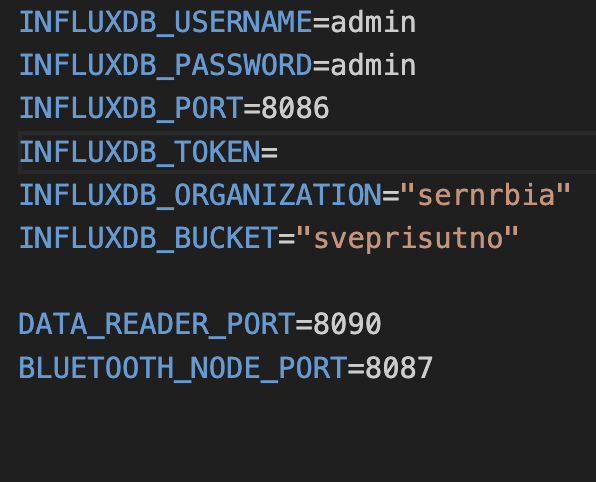 INFLUXDB_USERNAME=admin
INFLUXDB_PASSWORD=admin
INFLUXDB_PORT=8086
INFLUXDB_TOKEN=
INFLUXDB_ORGANIZATION="sernrbia"
INFLUXDB_BUCKET="sveprisutno"
DATA_READER_PORT=8090
BLUETOOTH_NODE_PORT=8087